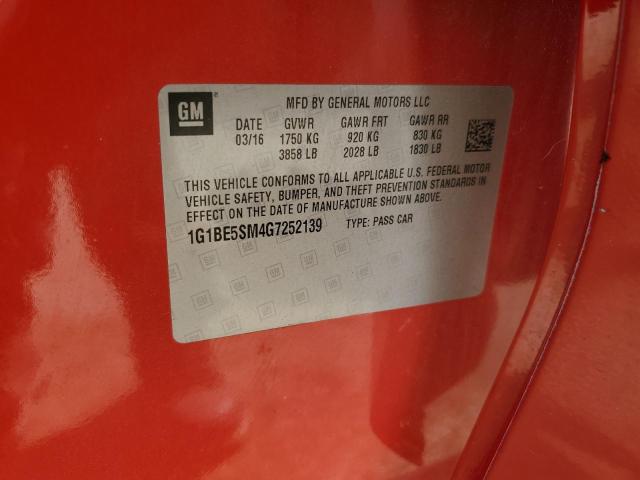 GM
MFD BY GENERAL MOTORS LLC
DATE GVWR GAWR FRT GAWR RR
03/16 1750 KG 920 KG 830 KG
3858 LB 2028 LB 1830 LB
THIS VEHICLE CONFORMS TO ALL APPLICABLE U.S. FEDERAL MOTOR
VEHICLE SAFETY, BUMPER, AND THEFT PREVENTION STANDARDS IN
EFFECT ON THE DATE OF MANUFACTURE SHOWN ABOVE.
1G1BE5SM4G7252139 TYPE: PASS CAR